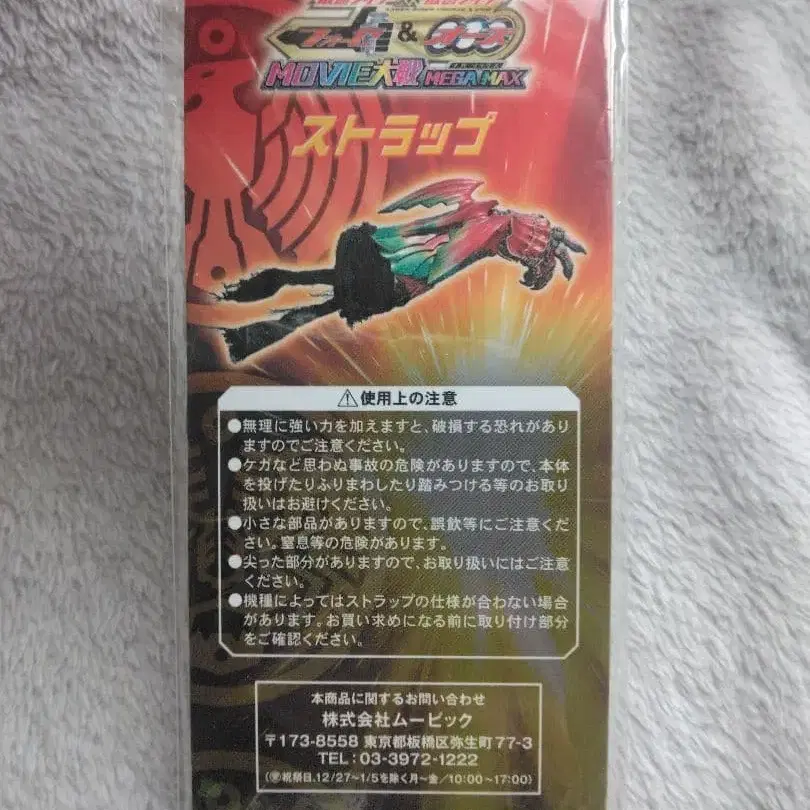 フォーゼ & オーズ
MOVIE大戦 MEGA MAX
ストラップ
⚠使用上の注意
●無理に強い力を加えますと、破損する恐れがあり
ますのでご注意ください。
●ケガなど思わぬ事故の危険がありますので、本体
を投げたりふりまわしたり踏みつける等のお取り
扱いはお避けください。
●小さな部品がありますので、誤飲等にご注意くだ
さい。窒息等の危険があります。
●尖った部分がありますので、お取り扱いにはご注意
ください。
●機種によってはストラップの仕様が合わない場合
があります。お買い求めになる前に取り付け部分
をご確認ください。
本商品に関するお問い合わせ
株式会社ムービック
〒173-8558 東京都板橋区弥生町77-3
TEL:03-3972-1222
祝祭日、12/27〜1/5を除く月〜金/10:00〜17:00)